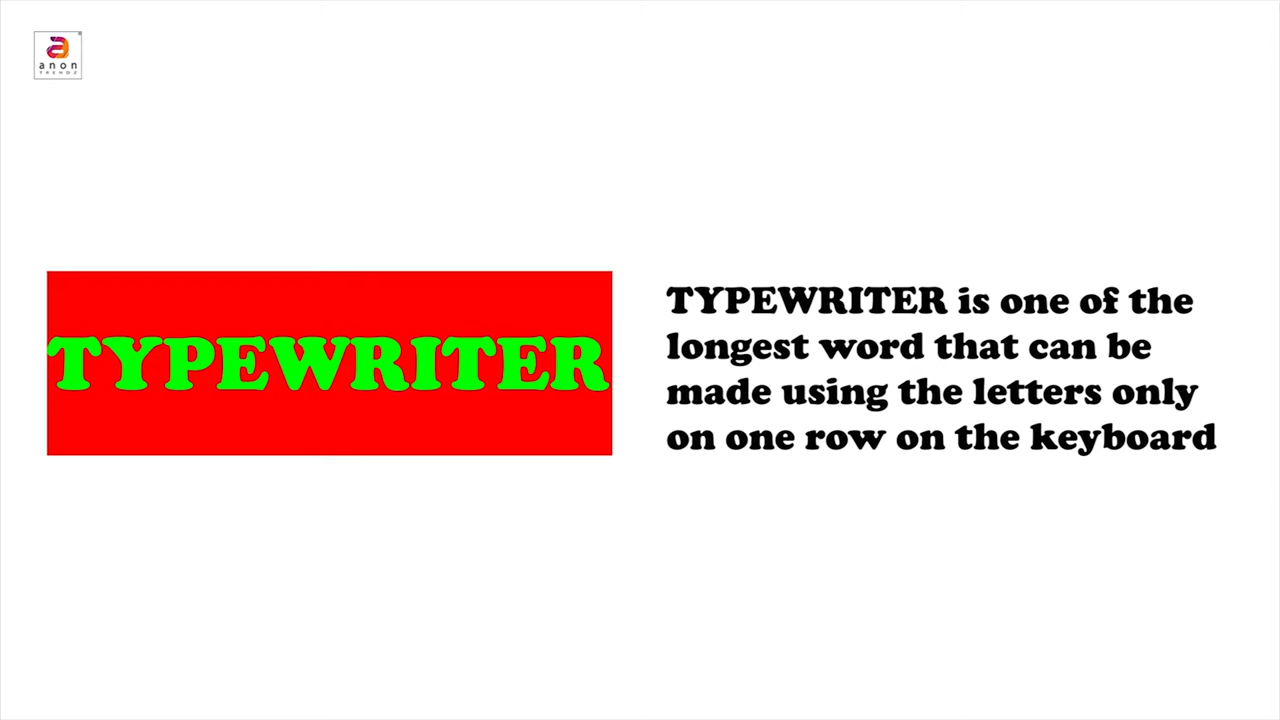 anon
TRENDZ
TYPEWRITER
TYPEWRITER is one of the
longest word that can be
made using the letters only
on one row on the keyboard